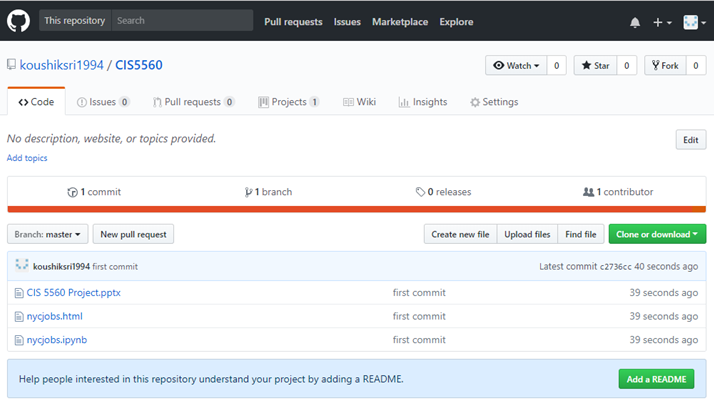 This repository Search Pull requests Issues Marketplace Explore
koushiksri1994 / CIS5560 Watch 0 Star 0 Fork 0
Code Issues 0 Pull requests 0 Projects 1 Wiki Insights Settings
No description, website, or topics provided. Edit
Add topics
1 commit 1 branch 0 releases 1 contributor
Branch: master New pull request Create new file Upload files Find file Clone or download
koushiksri1994 first commit Latest commit c2736cc 40 seconds ago
CIS 5560 Project.pptx first commit 39 seconds ago
nycjobs.html first commit 39 seconds ago
nycjobs.ipynb first commit 39 seconds ago
Help people interested in this repository understand your project by adding a README. Add a README